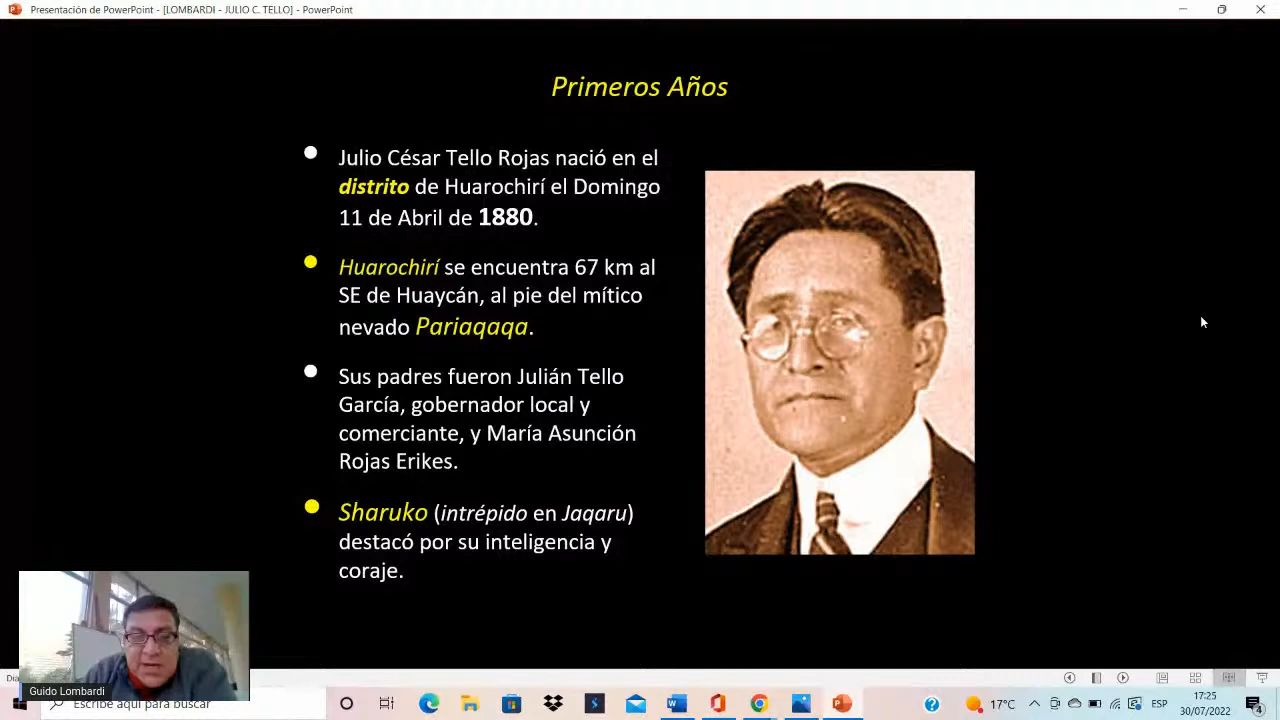 Presentación de PowerPoint - [LOMBARDI - JULIO C. TELLO] - PowerPoint
Primeros Años
Julio César Tello Rojas nació en el
distrito de Huarochirí el Domingo
11 de Abril de 1880.
Huarochirí se encuentra 67 km al
SE de Huaycán, al pie del mítico
nevado Pariaqaqa.
Sus padres fueron Julián Tello
García, gobernador local y
comerciante, y María Asunción
Rojas Erikes.
Sharuko (intrépido en Jaqaru)
destacó por su inteligencia y
coraje.
Guido Lombardi
Escribe aquí para buscar
17°C
ESP
17:25
30/07/2022
4